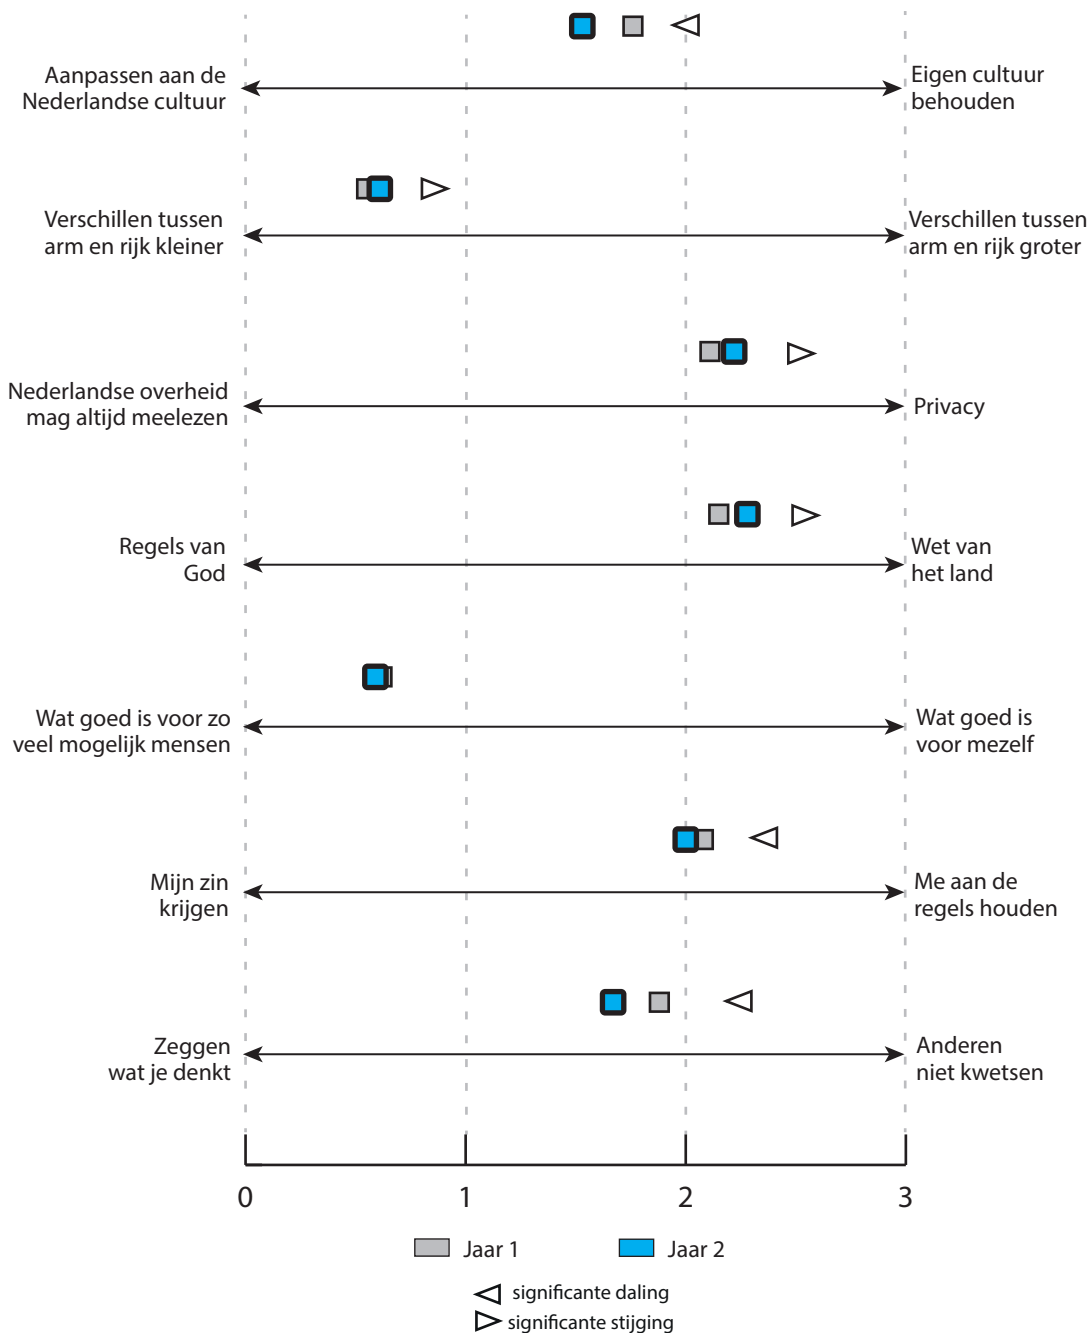 Aanpassen aan de
Nederlandse cultuur
Eigen cultuur
behouden
Verschillen tussen
arm en rijk kleiner
Verschillen tussen
arm en rijk groter
Nederlandse overheid
mag altijd meelezen
Privacy
Regels van
God
Wet van
het land
Wat goed is voor zo
veel mogelijk mensen
Wat goed is
voor mezelf
Mijn zin
krijgen
Me aan de
regels houden
Zeggen
wat je denkt
Anderen
niet kwetsen
0 1 2 3
Jaar 1 Jaar 2
significante daling
significante stijging